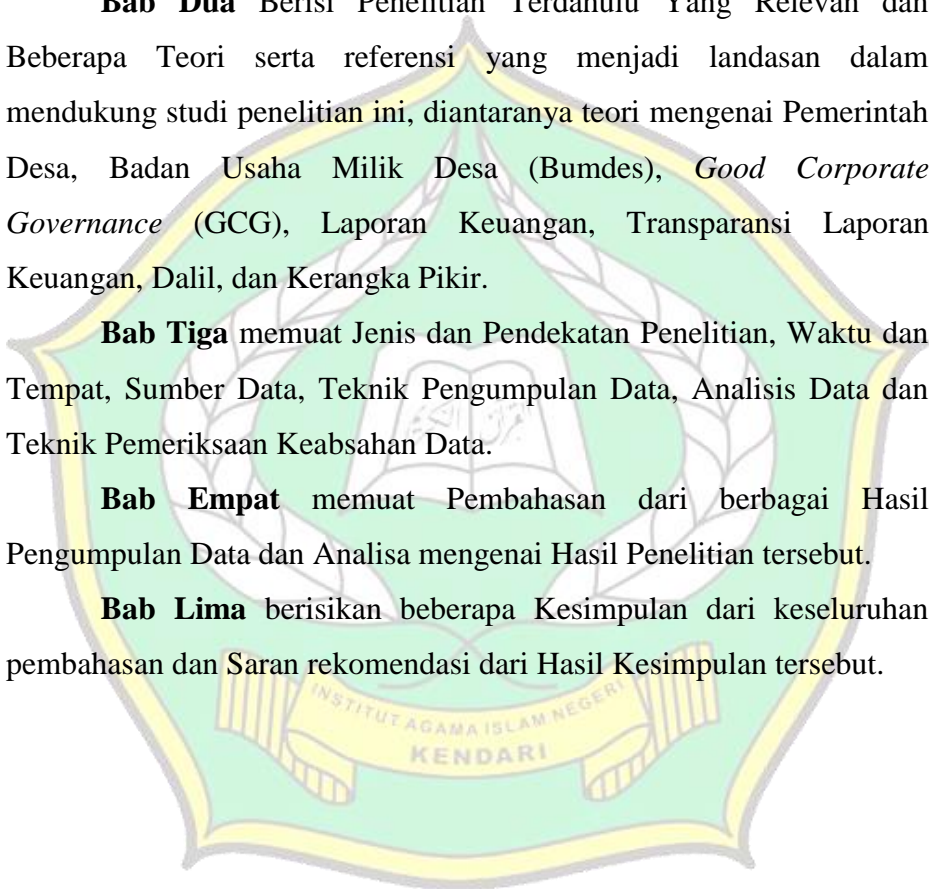 Bab Dua Berisi Penelitian Terdahulu Yang Relevan dan
Beberapa Teori serta referensi yang menjadi landasan dalam
mendukung studi penelitian ini, diantaranya teori mengenai Pemerintah
Desa, Badan Usaha Milik Desa (Bumdes), Good Corporate
Governance (GCG), Laporan Keuangan, Transparansi Laporan
Keuangan, Dalil, dan Kerangka Pikir.
Bab Tiga memuat Jenis dan Pendekatan Penelitian, Waktu dan
Tempat, Sumber Data, Teknik Pengumpulan Data, Analisis Data dan
Teknik Pemeriksaan Keabsahan Data.
Bab Empat memuat Pembahasan dari berbagai Hasil
Pengumpulan Data dan Analisa mengenai Hasil Penelitian tersebut.
Bab Lima berisikan beberapa Kesimpulan dari keseluruhan
pembahasan dan Saran rekomendasi dari Hasil Kesimpulan tersebut.
INSTITUT AGAMA ISLAM NEGERI
KENDARI